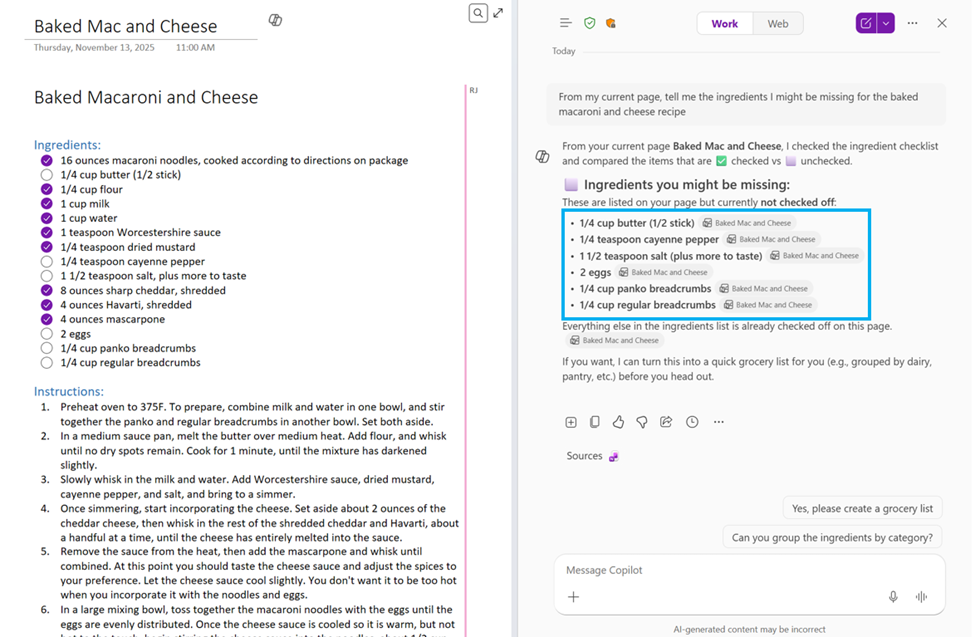 Baked Mac and Cheese
Thursday, November 13, 2025 11:00 AM
Baked Macaroni and Cheese
RJ
Ingredients:
16 ounces macaroni noodles, cooked according to directions on package
1/4 cup butter (1/2 stick)
1/4 cup flour
1 cup milk
1 cup water
1 teaspoon Worcestershire sauce
1/4 teaspoon dried mustard
1/4 teaspoon cayenne pepper
1 1/2 teaspoon salt, plus more to taste
8 ounces sharp cheddar, shredded
4 ounces Havarti, shredded
4 ounces mascarpone
2 eggs
1/4 cup panko breadcrumbs
1/4 cup regular breadcrumbs
Instructions:
1. Preheat oven to 375F. To prepare, combine milk and water in one bowl, and stir
together the panko and regular breadcrumbs in another bowl. Set both aside.
2. In a medium sauce pan, melt the butter over medium heat. Add flour, and whisk
until no dry spots remain. Cook for 1 minute, until the mixture has darkened
slightly.
3. Slowly whisk in the milk and water. Add Worcestershire sauce, dried mustard,
cayenne pepper, and salt, and bring to a simmer.
4. Once simmering, start incorporating the cheese. Set aside about 2 ounces of the
cheddar cheese, then whisk in the rest of the shredded cheddar and Havarti, about
a handful at a time, until the cheese has entirely melted into the sauce.
5. Remove the sauce from the heat, then add the mascarpone and whisk until
combined. At this point you should taste the cheese sauce and adjust the spices to
your preference. Let the cheese sauce cool slightly. You don't want it to be too hot
when you incorporate it with the noodles and eggs.
6. In a large mixing bowl, toss together the macaroni noodles with the eggs until the
eggs are evenly distributed. Once the cheese sauce is cooled so it is warm, but not
Work
Web
Today
From my current page, tell me the ingredients I might be missing for the baked
macaroni and cheese recipe
From your current page Baked Mac and Cheese, I checked the ingredient checklist
and compared the items that are checked vs unchecked.
Ingredients you might be missing:
These are listed on your page but currently not checked off:
• 1/4 cup butter (1/2 stick) Baked Mac and Cheese
• 1/4 teaspoon cayenne pepper Baked Mac and Cheese
• 1 1/2 teaspoon salt (plus more to taste) Baked Mac and Cheese
• 2 eggs Baked Mac and Cheese
• 1/4 cup panko breadcrumbs Baked Mac and Cheese
• 1/4 cup regular breadcrumbs Baked Mac and Cheese
Everything else in the ingredients list is already checked off on this page.
Baked Mac and Cheese
If you want, I can turn this into a quick grocery list for you (e.g., grouped by dairy,
pantry, etc.) before you head out.
Sources
Yes, please create a grocery list
Can you group the ingredients by category?
Message Copilot
AI-generated content may be incorrect